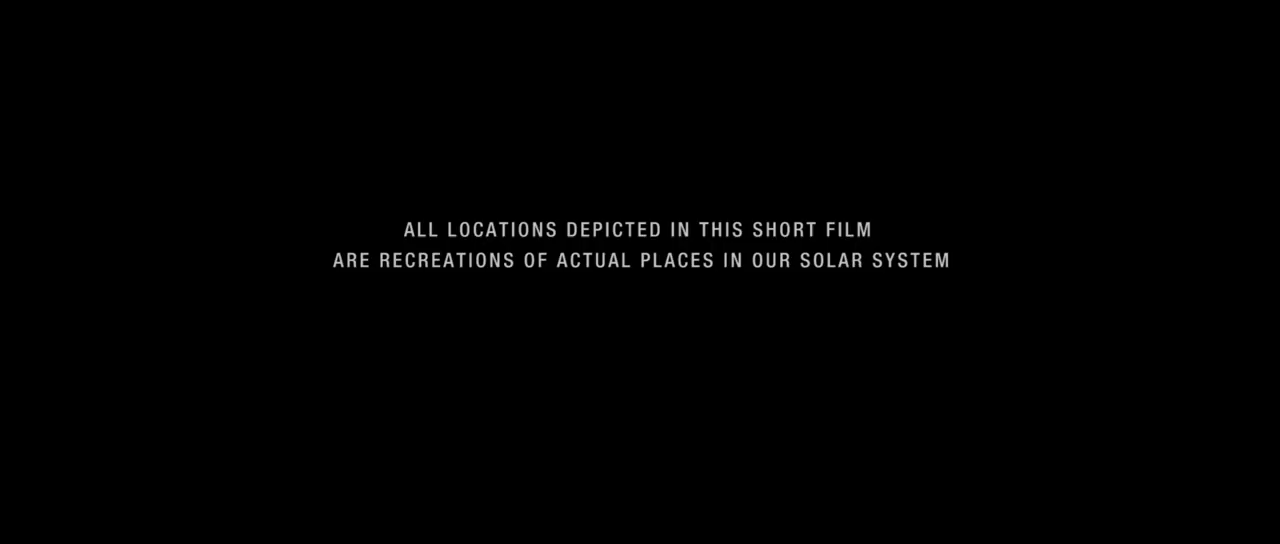 ALL LOCATIONS DEPICTED IN THIS SHORT FILM
ARE RECREATIONS OF ACTUAL PLACES IN OUR SOLAR SYSTEM